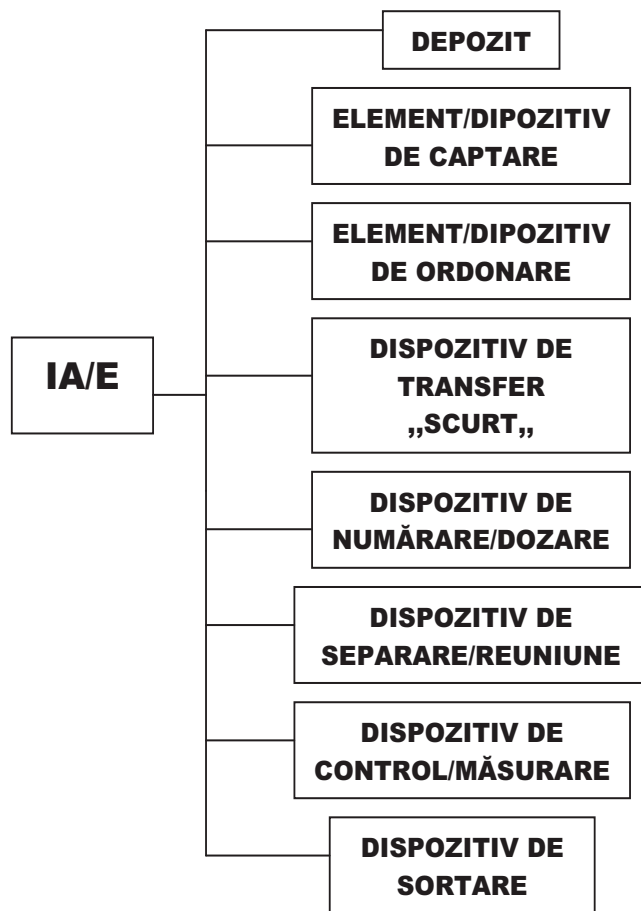 DEPOZIT
ELEMENT/DIPOZITIV
DE CAPTARE
ELEMENT/DIPOZITIV
DE ORDONARE
IA/E
DISPOZITIV DE
TRANSFER
,,SCURT,,
DISPOZITIV DE
NUMĂRARE/DOZARE
DISPOZITIV DE
SEPARARE/REUNIUNE
DISPOZITIV DE
CONTROL/MĂSURARE
DISPOZITIV DE
SORTARE